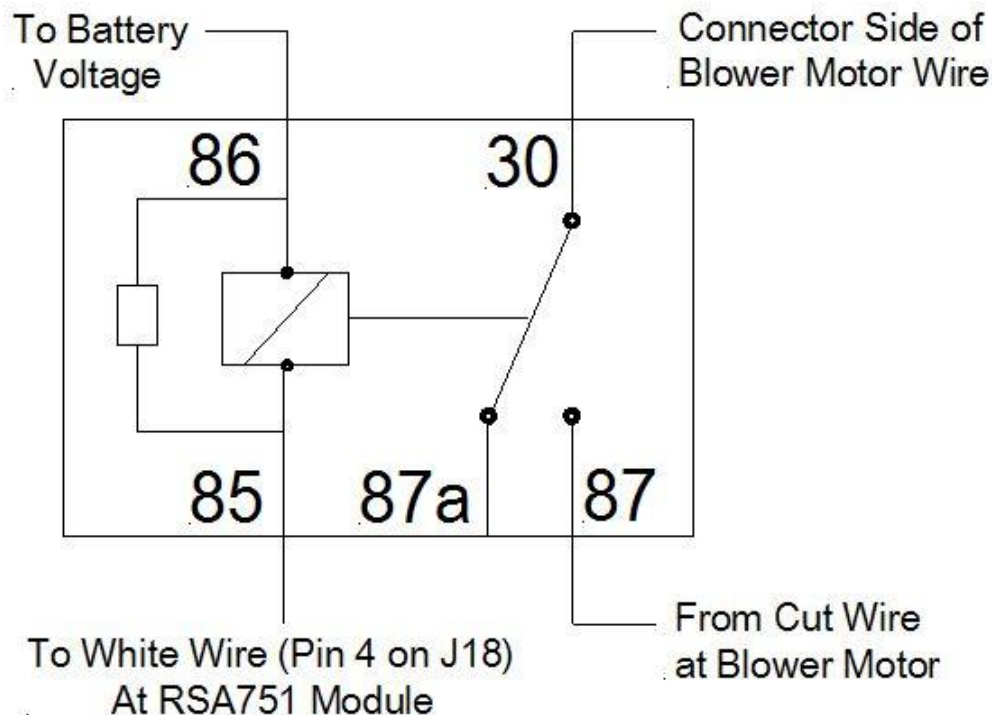 To Battery
Voltage
Connector Side of
Blower Motor Wire
86
30
85
87a
87
To White Wire (Pin 4 on J18)
At RSA751 Module
From Cut Wire
at Blower Motor